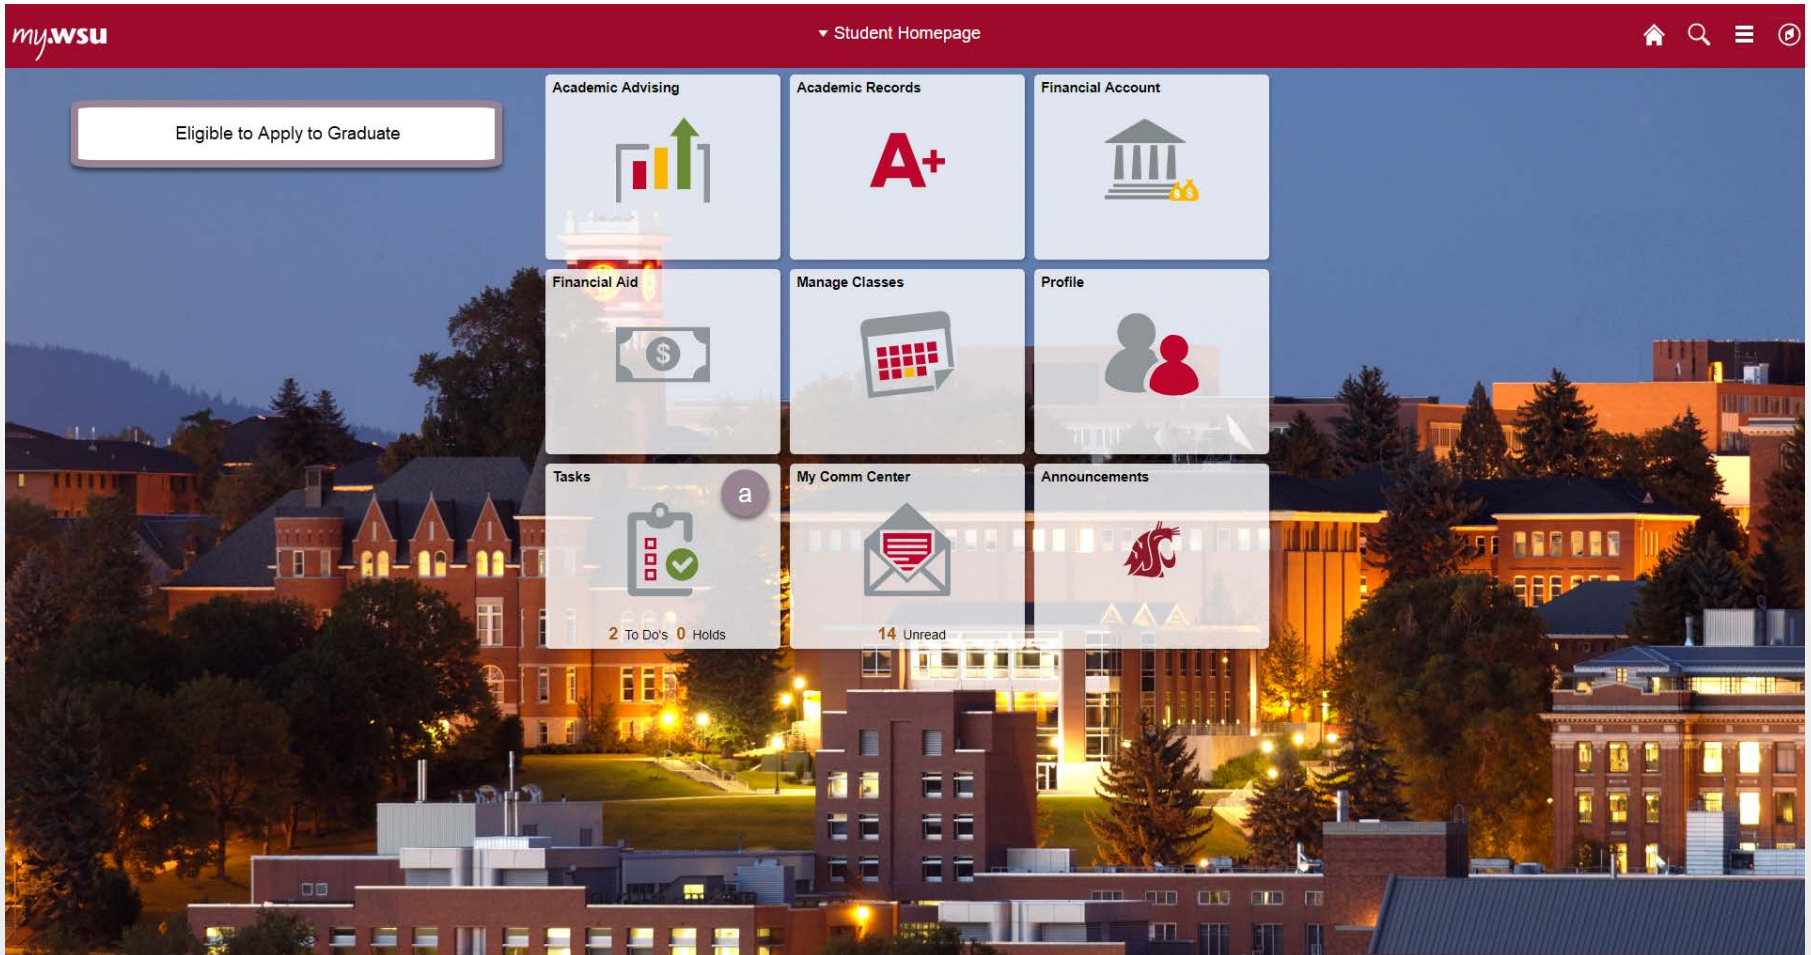 my.wsu
Student Homepage
Eligible to Apply to Graduate
Academic Advising
Academic Records
A+
Financial Account
$ $
Financial Aid
$
Manage Classes
Profile
Tasks
a
2 To Do's 0 Holds
My Comm Center
14 Unread
Announcements